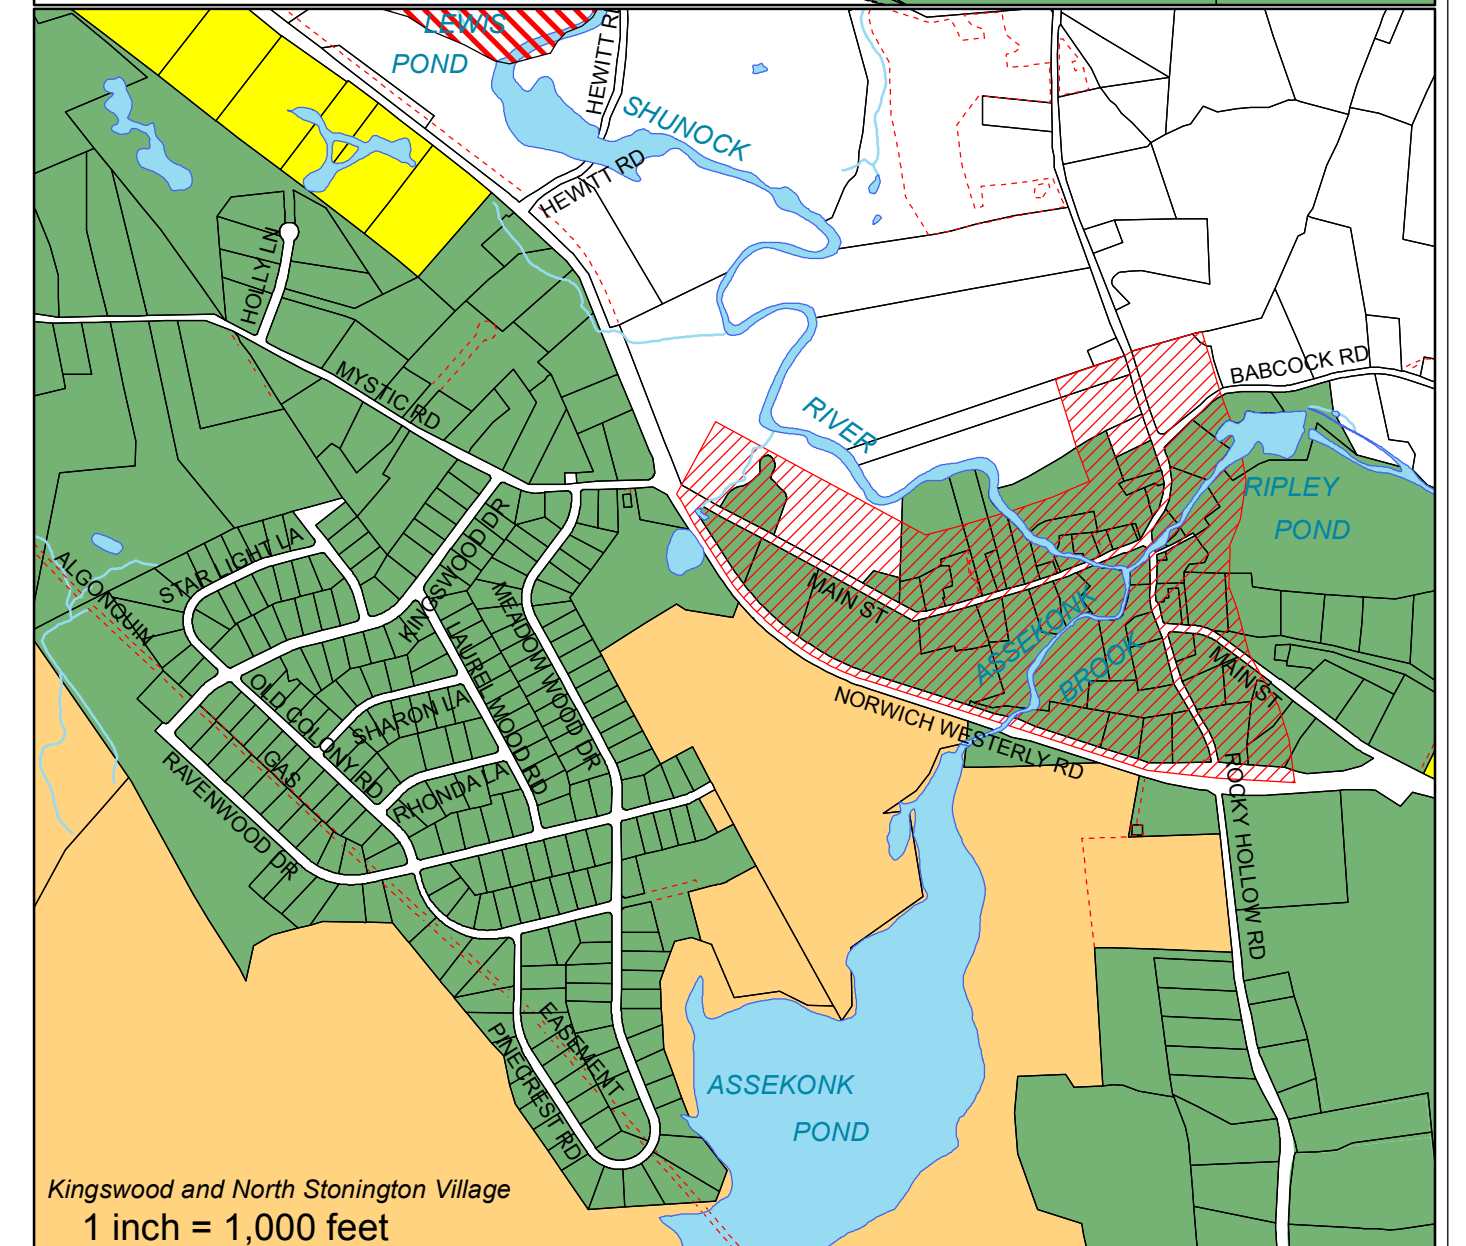 LEWIS
POND
HEWITT R
SHUNOCK
HEWITT RD
HOLLY LN
MYSTIC RD
BABCOCK RD
RIVER
RIPLEY
POND
KINGSWOOD DR
STAR LIGHT LA
ALGONQUIN
MEADOW WOOD DR
LAURELWOOD RD
MAIN ST
ASSEKONK
BROOK
MAIN ST
OLD COLONY RD
SHARON LA
NORWICH WESTERLY RD
GAS
RHONDA LA
RAVENWOOD DR
ROCKY HOLLOW RD
EASEMENT
PINECREST RD
ASSEKONK
POND
Kingswood and North Stonington Village
1 inch = 1,000 feet